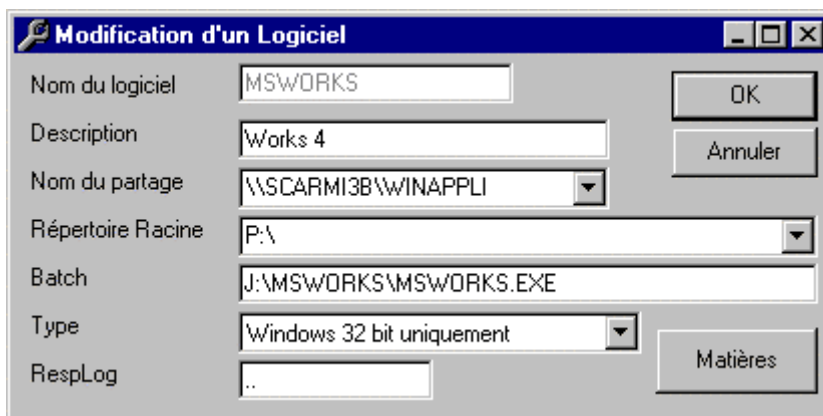 Modification d'un Logiciel
Nom du logiciel MSWORKS OK
Description Works 4 Annuler
Nom du partage \\SCARMI3B\WINAPPLI
Répertoire Racine P:\
Batch J:\MSWORKS\MSWORKS.EXE
Type Windows 32 bit uniquement
RespLog .. Matières